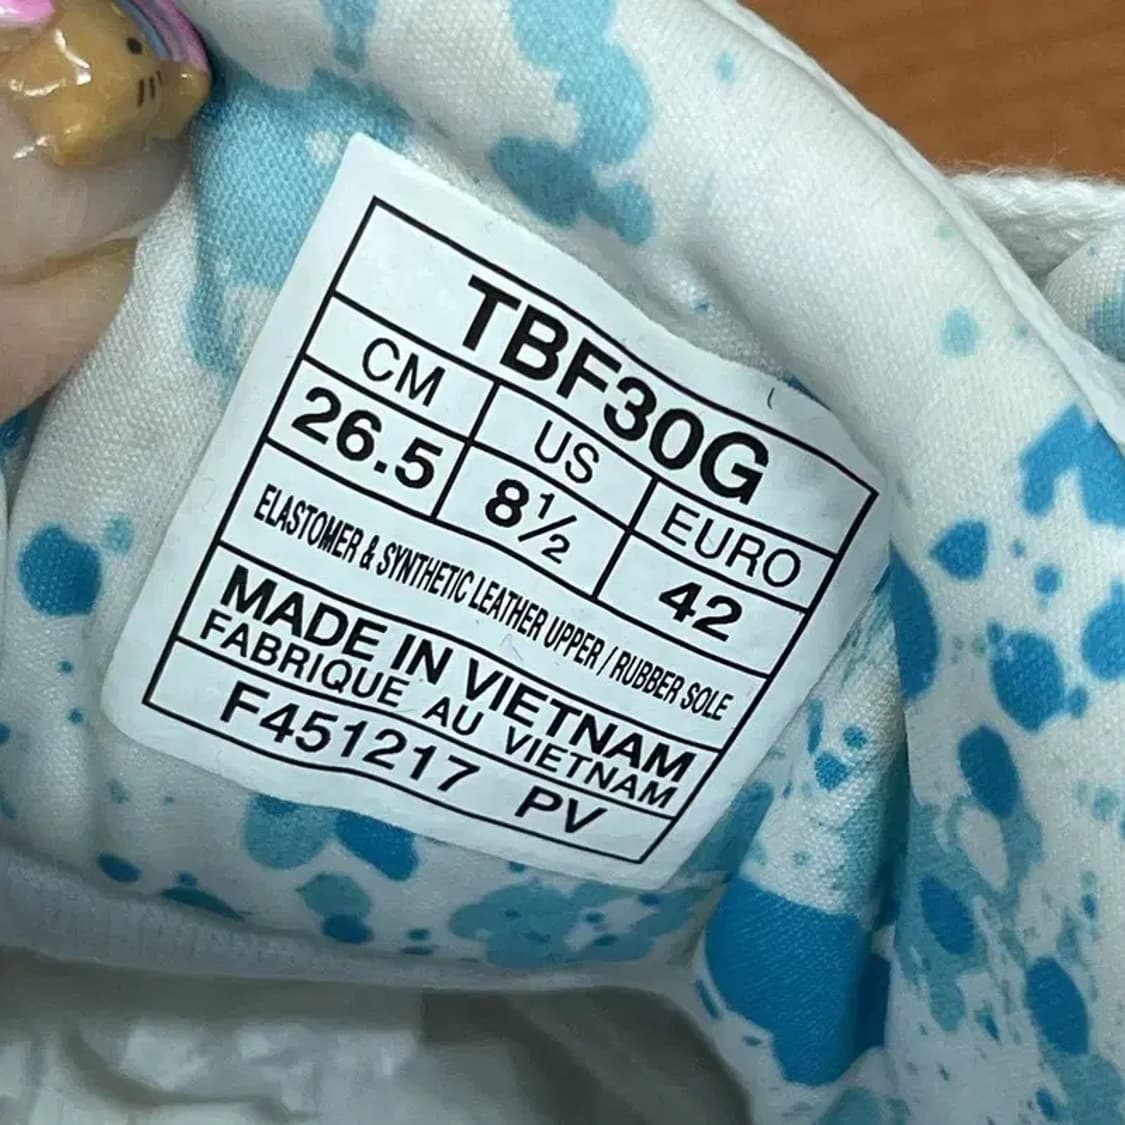 TBF30G
CM US EURO
26.5 8½ 42
ELASTOMER & SYNTHETIC LEATHER UPPER / RUBBER SOLE
MADE IN VIETNAM
FABRIQUE AU VIETNAM
F451217 PV